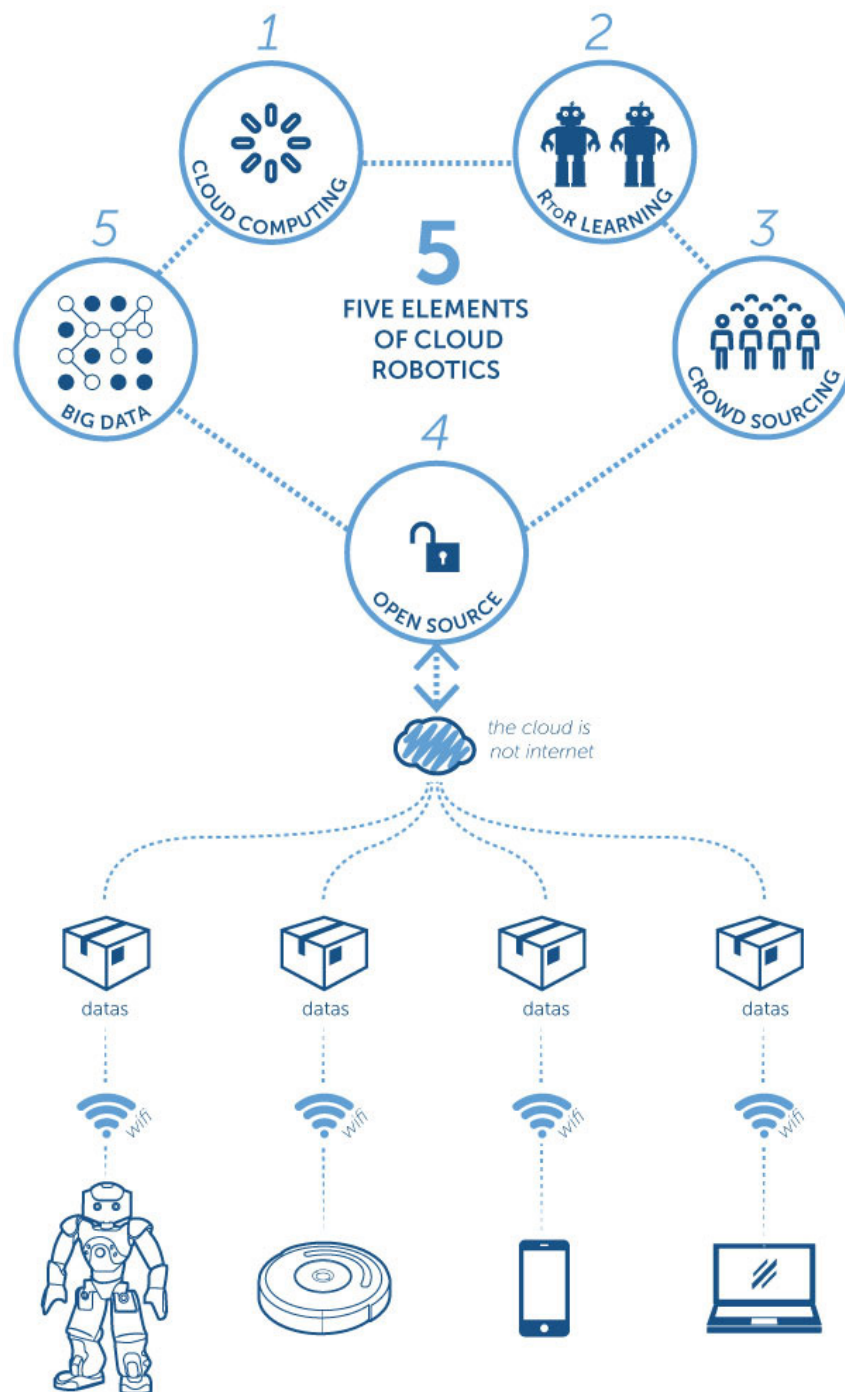 1
CLOUD COMPUTING
2
RTOR LEARNING
5
BIG DATA
5
FIVE ELEMENTS
OF CLOUD
ROBOTICS
3
CROWD SOURCING
4
OPEN SOURCE
the cloud is
not internet
datas
datas
datas
datas
wifi
wifi
wifi
wifi